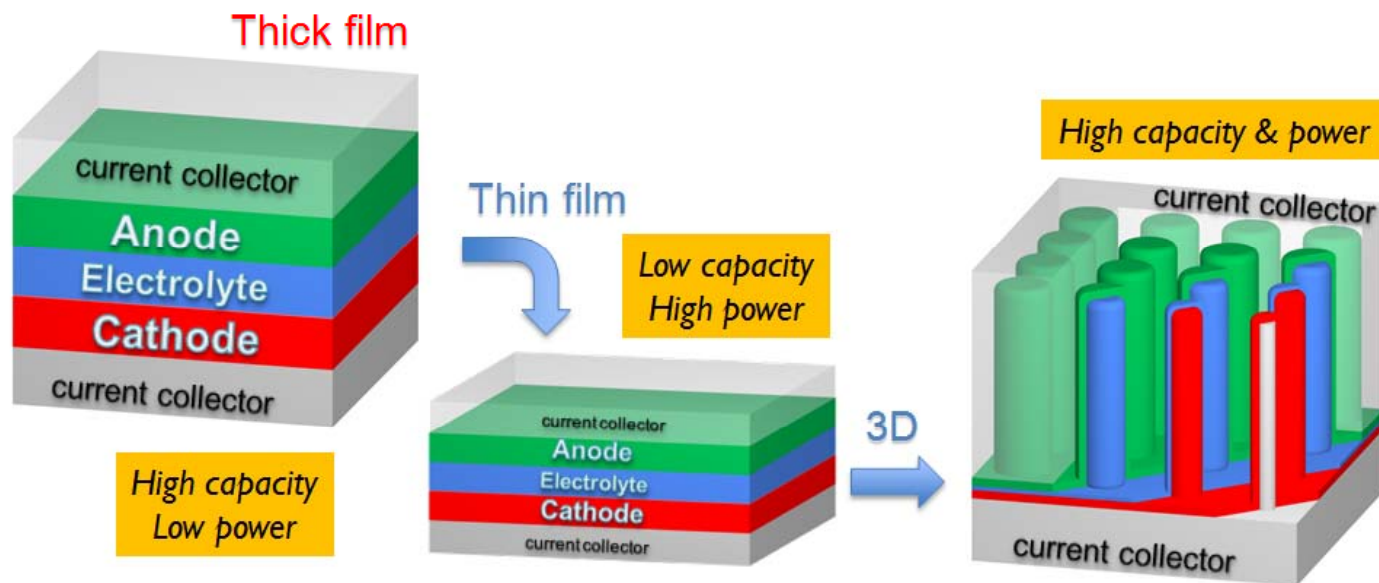 Thick film
current collector
Anode
Electrolyte
Cathode
current collector
High capacity
Low power
Thin film
Low capacity
High power
current collector
Anode
Electrolyte
Cathode
current collector
3D
High capacity & power
current collector
current collector